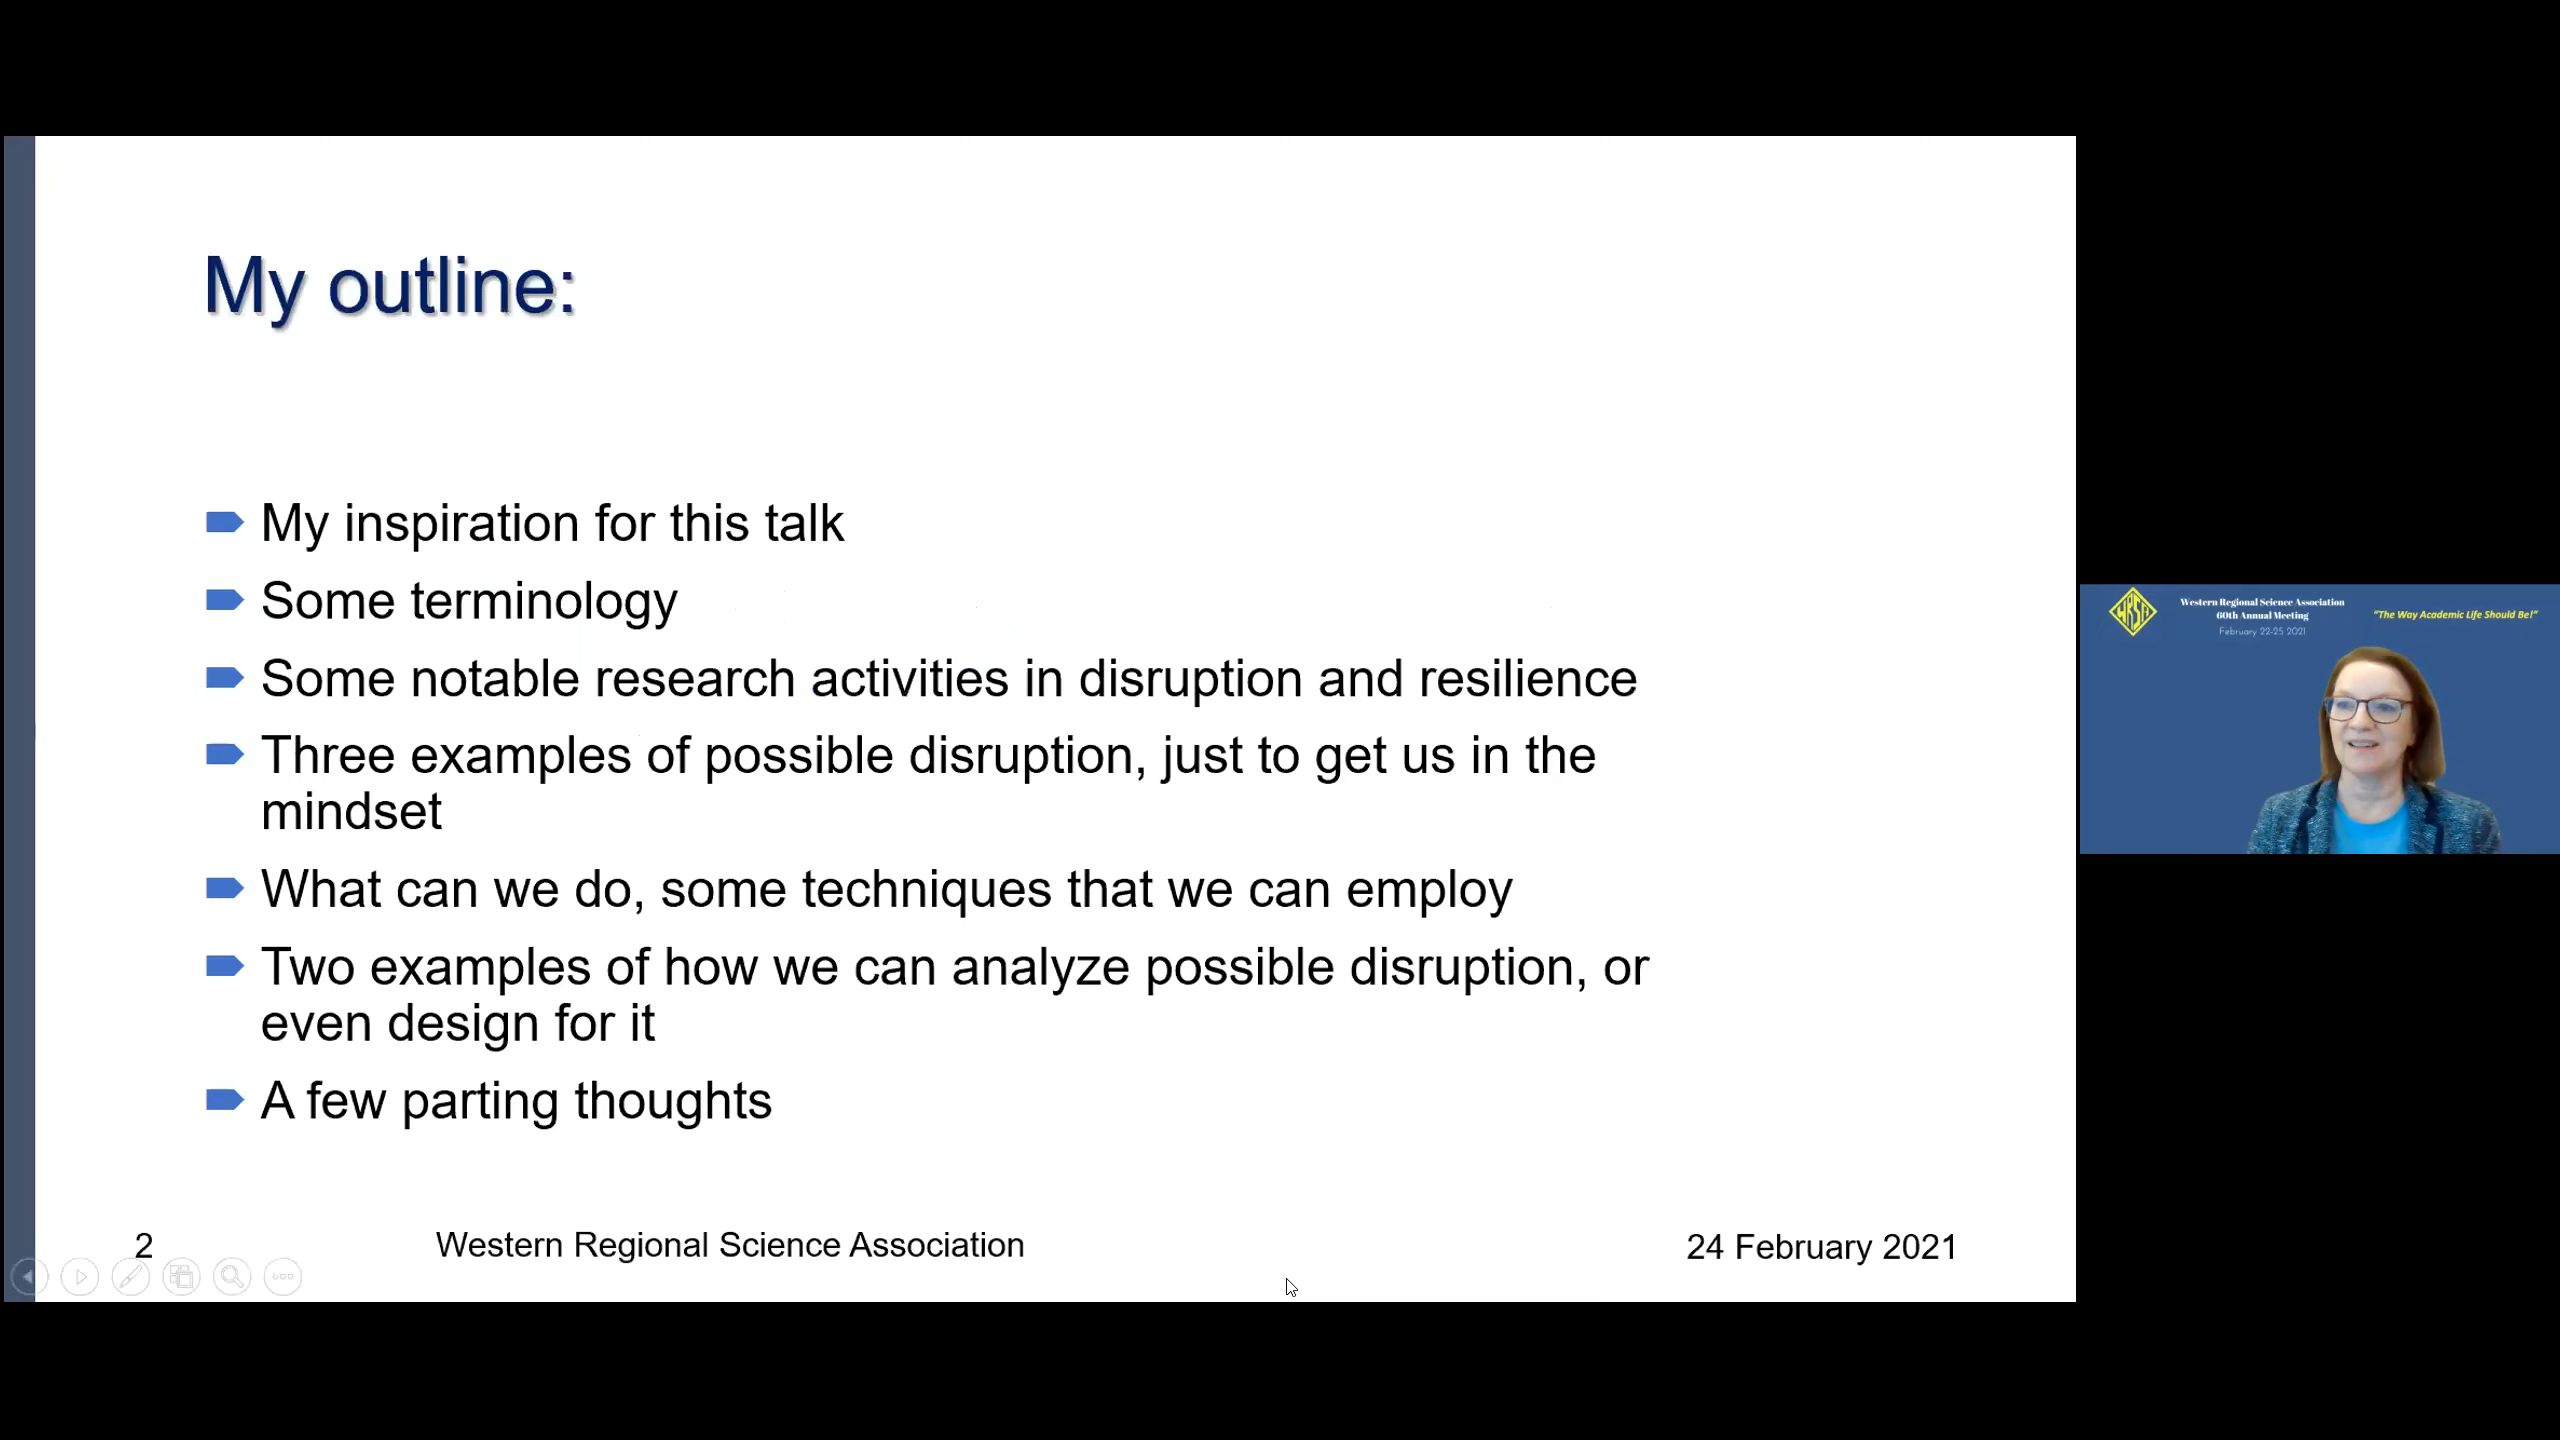 My outline:
My inspiration for this talk
Some terminology
Some notable research activities in disruption and resilience
Three examples of possible disruption, just to get us in the
mindset
What can we do, some techniques that we can employ
Two examples of how we can analyze possible disruption, or
even design for it
A few parting thoughts
2
Western Regional Science Association
24 February 2021
WRSA
Western Regional Science Association
60th Annual Meeting
February 22-25 2021
"The Way Academic Life Should Be!"